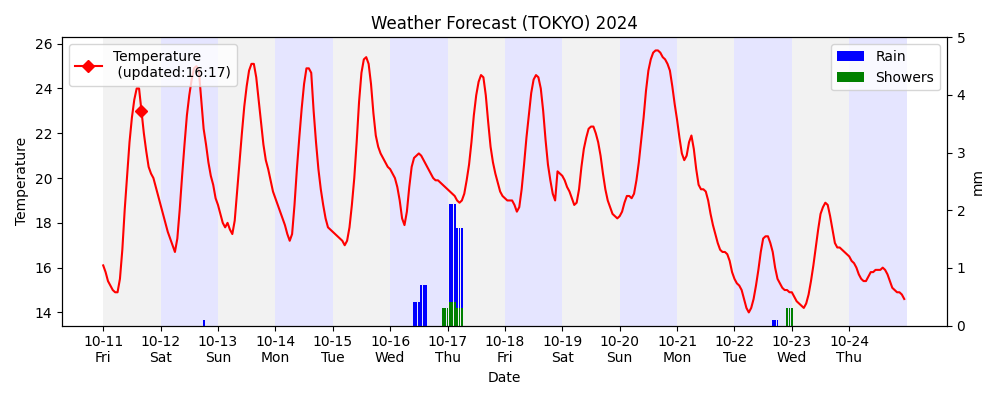 Weather Forecast (TOKYO) 2024
Temperature
(updated:16:17)
Rain
Showers
Temperature
26
24
22
20
18
16
14
5
4
3
2
1
0
mm
10-11 10-12 10-13 10-14 10-15 10-16 10-17 10-18 10-19 10-20 10-21 10-22 10-23 10-24
Fri Sat Sun Mon Tue Wed Thu Fri Sat Sun Mon Tue Wed Thu
Date